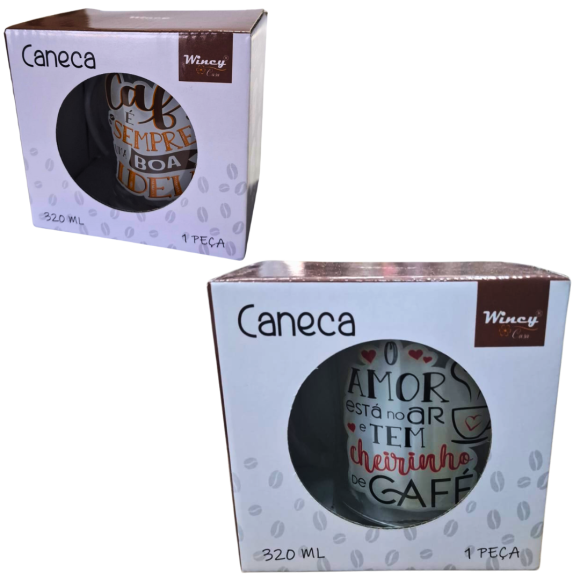 Caneca
Wincy
Casa
Café
É
SEMPRE
BOA
IDEI
320 ML
1 PEÇA
Caneca
Wincy
Casa
O
AMOR
está no AR
e TEM
cheirinho
DE CAFÉ
320 ML
1 PEÇA